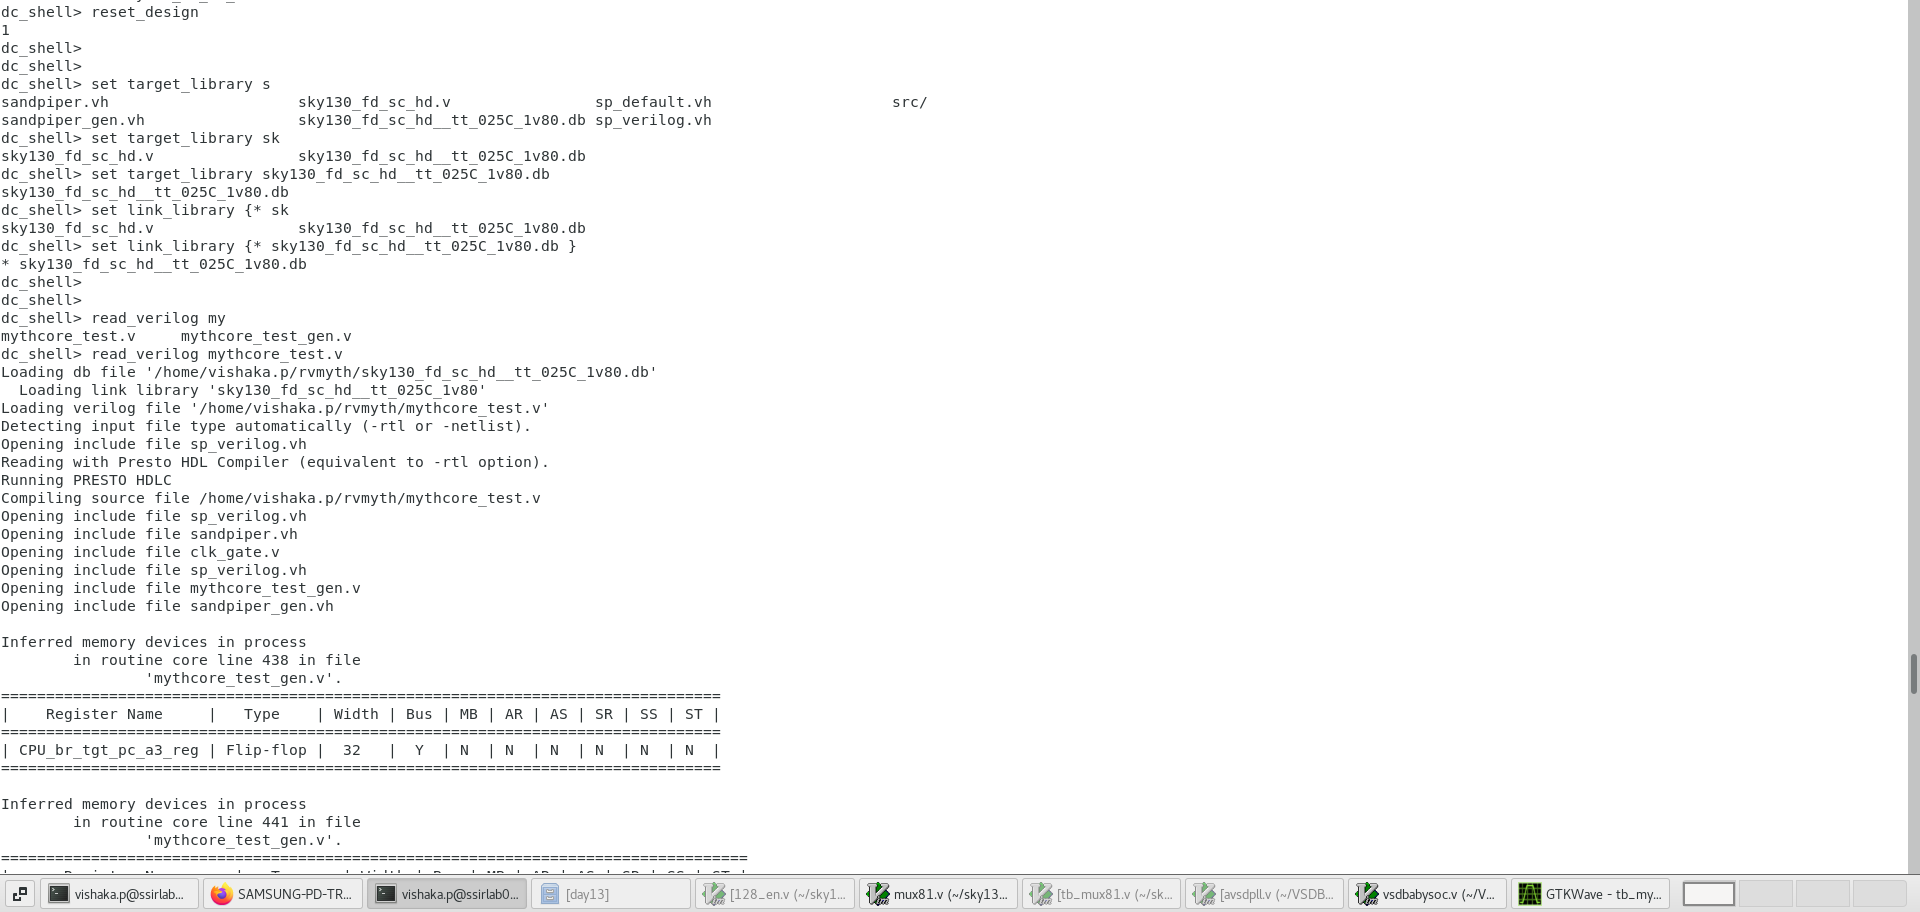 dc_shell> reset_design
1
dc_shell>
dc_shell>
dc_shell> set target_library s
sandpiper.vh                     sky130_fd_sc_hd.v                sp_default.vh                    src/
sandpiper_gen.vh                 sky130_fd_sc_hd__tt_025C_1v80.db sp_verilog.vh
dc_shell> set target_library sk
sky130_fd_sc_hd.v                sky130_fd_sc_hd__tt_025C_1v80.db
dc_shell> set target_library sky130_fd_sc_hd__tt_025C_1v80.db
sky130_fd_sc_hd__tt_025C_1v80.db
dc_shell> set link_library {* sk
sky130_fd_sc_hd.v                sky130_fd_sc_hd__tt_025C_1v80.db
dc_shell> set link_library {* sky130_fd_sc_hd__tt_025C_1v80.db }
* sky130_fd_sc_hd__tt_025C_1v80.db
dc_shell>
dc_shell>
dc_shell> read_verilog my
mythcore_test.v     mythcore_test_gen.v
dc_shell> read_verilog mythcore_test.v
Loading db file '/home/vishaka.p/rvmyth/sky130_fd_sc_hd__tt_025C_1v80.db'
  Loading link library 'sky130_fd_sc_hd__tt_025C_1v80'
Loading verilog file '/home/vishaka.p/rvmyth/mythcore_test.v'
Detecting input file type automatically (-rtl or -netlist).
Opening include file sp_verilog.vh
Reading with Presto HDL Compiler (equivalent to -rtl option).
Running PRESTO HDLC
Compiling source file /home/vishaka.p/rvmyth/mythcore_test.v
Opening include file sp_verilog.vh
Opening include file sandpiper.vh
Opening include file clk_gate.v
Opening include file sp_verilog.vh
Opening include file mythcore_test_gen.v
Opening include file sandpiper_gen.vh

Inferred memory devices in process
        in routine core line 438 in file
                'mythcore_test_gen.v'.
================================================================================
|    Register Name     |   Type    | Width | Bus | MB | AR | AS | SR | SS | ST |
================================================================================
| CPU_br_tgt_pc_a3_reg | Flip-flop |  32   |  Y  | N  | N  | N  | N  | N  | N  |
================================================================================

Inferred memory devices in process
        in routine core line 441 in file
                'mythcore_test_gen.v'.
===================================================================================
vishaka.p@ssirlab... SAMSUNG-PD-TR... vishaka.p@ssirlab0... [day13] [128_en.v (~/sky1... mux81.v (~/sky13... [tb_mux81.v (~/sk... [avsdpll.v (~/VSDB... vsdbabysoc.v (~/V... GTKWave - tb_my...